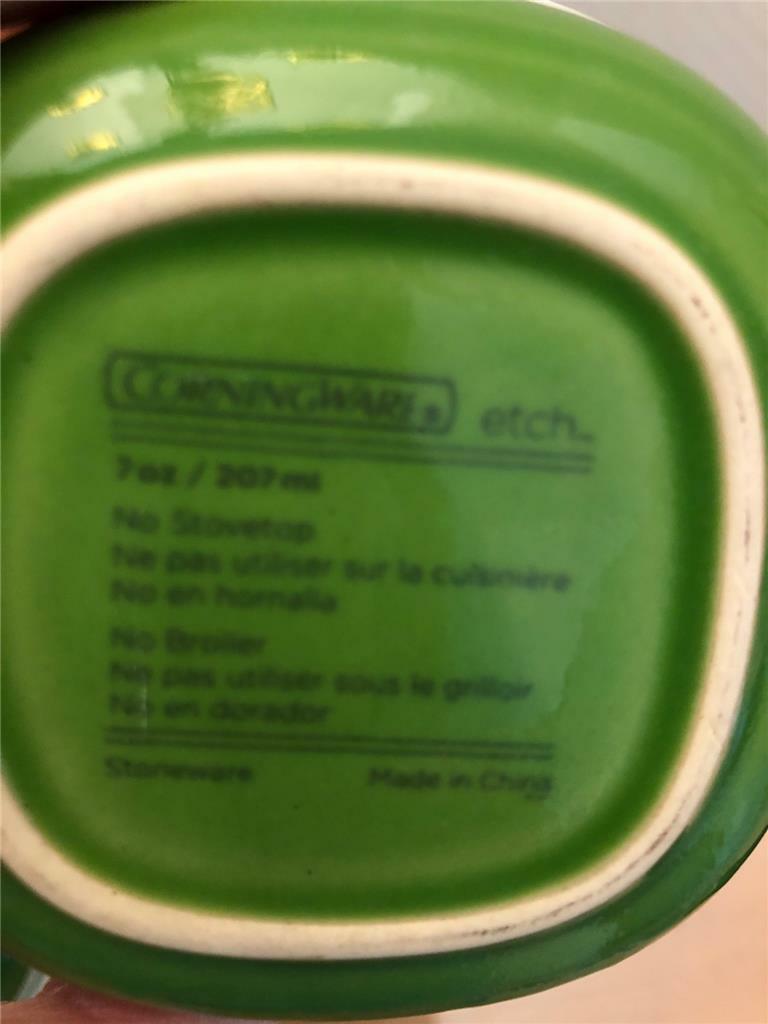 CORNINGWARE® etch™
7 oz / 207 ml
No Stovetop
Ne pas utiliser sur la cuisinière
No en hornalla
No Broiler
Ne pas utiliser sous le grilloir
No en dorador
Stoneware Made in China